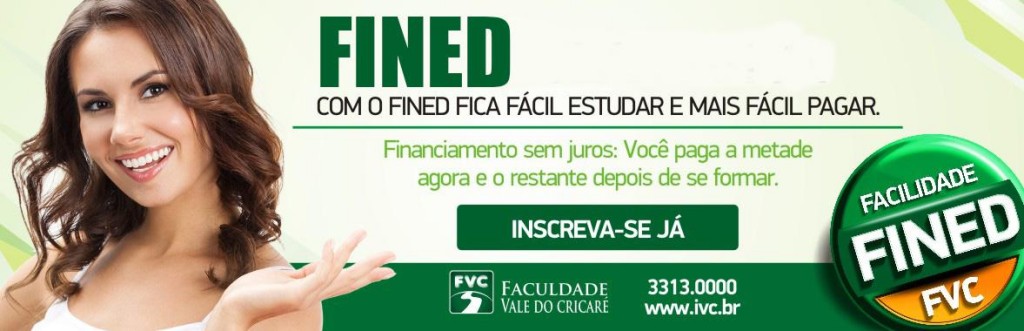 FINED
COM O FINED FICA FÁCIL ESTUDAR E MAIS FÁCIL PAGAR.
Financiamento sem juros: Você paga a metade
agora e o restante depois de se formar.
INSCREVA-SE JÁ
FVC
FACULDADE
VALE DO CRICARÉ
3313.0000
www.ivc.br
FACILIDADE
FINED
FVC